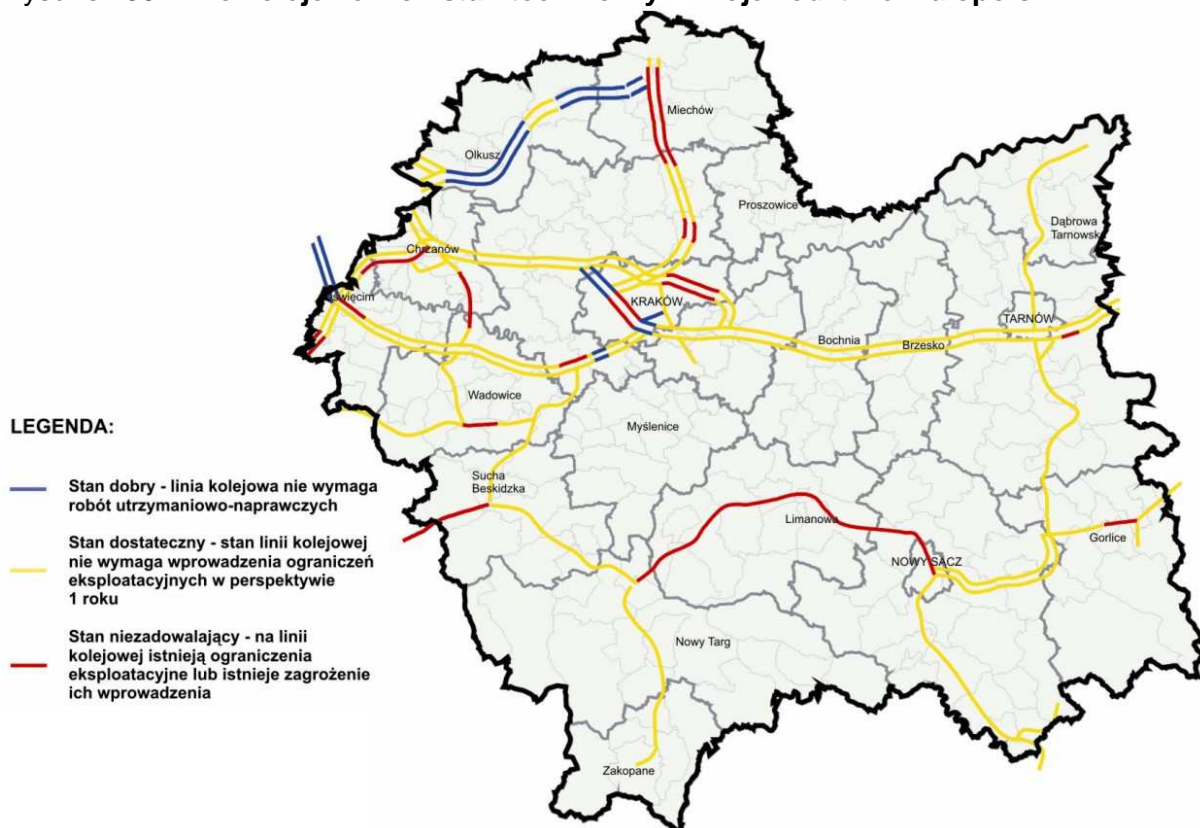 Miechów
Olkusz
Proszowice
Dąbrowa
Tarnowsk
Chrzanów
święcim
KRAKÓW
TARNÓW
Bochnia
Brzesko
Wadowice
Myślenice
LEGENDA:
Stan dobry - linia kolejowa nie wymaga
robót utrzymaniowo-naprawczych
Stan dostateczny - stan linii kolejowej
nie wymaga wprowadzenia ograniczeń
eksploatacyjnych w perspektywie
1 roku
Stan niezadowalający - na linii
kolejowej istnieją ograniczenia
eksploatacyjne lub istnieje zagrożenie
ich wprowadzenia
Sucha
Beskidzka
Limanowa
Gorlice
NOWY SĄCZ
Nowy Targ
Zakopane